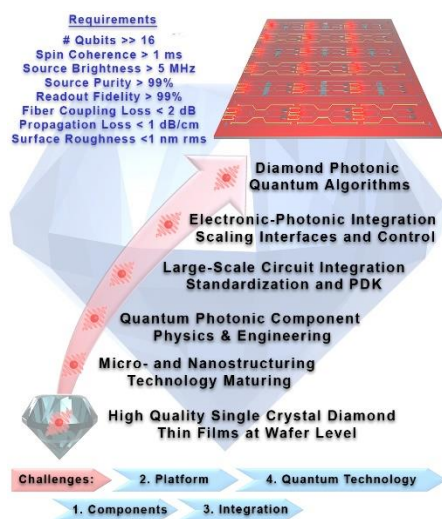 Requirements
# Qubits >> 16
Spin Coherence > 1 ms
Source Brightness > 5 MHz
Source Purity > 99%
Readout Fidelity > 99%
Fiber Coupling Loss < 2 dB
Propagation Loss < 1 dB/cm
Surface Roughness <1 nm rms
Diamond Photonic
Quantum Algorithms
Electronic-Photonic Integration
Scaling Interfaces and Control
Large-Scale Circuit Integration
Standardization and PDK
Quantum Photonic Component
Physics & Engineering
Micro- and Nanostructuring
Technology Maturing
High Quality Single Crystal Diamond
Thin Films at Wafer Level
Challenges:
2. Platform
4. Quantum Technology
1. Components
3. Integration